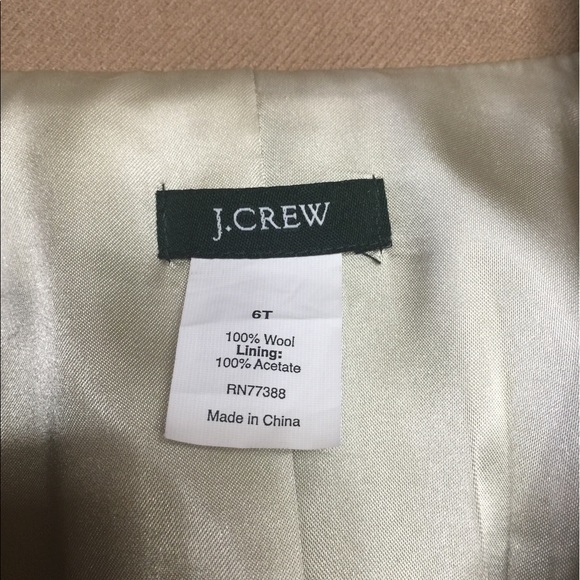 J.CREW
6T
100% Wool
Lining:
100% Acetate
RN77388
Made in China